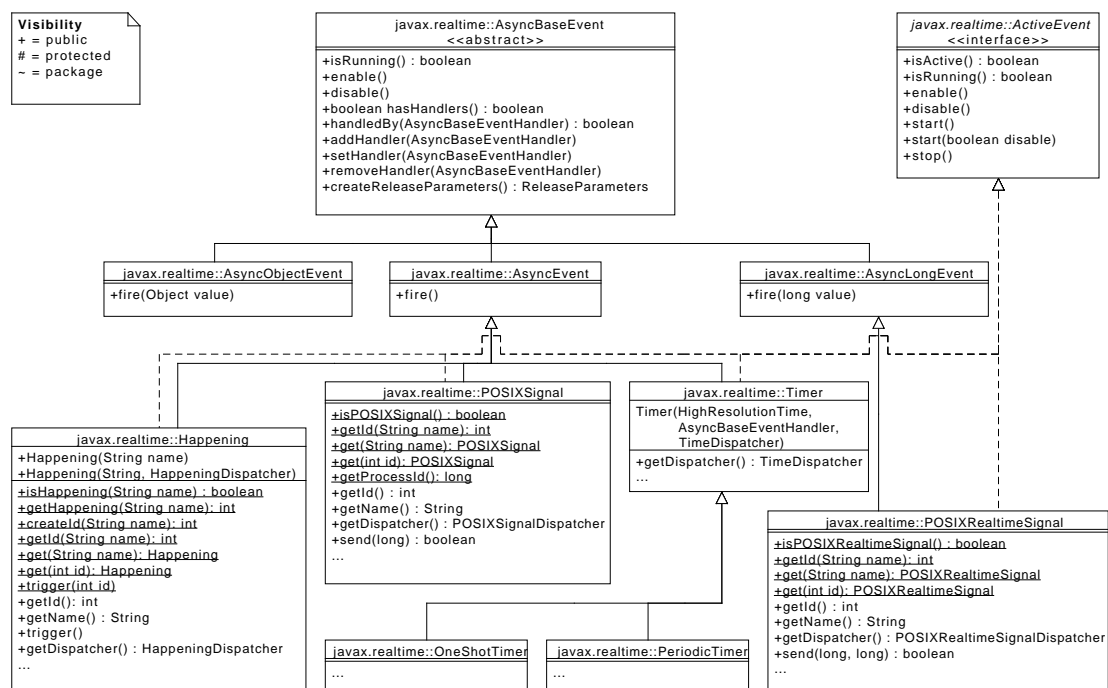 Visibility
+ = public
# = protected
~ = package
javax.realtime::AsyncBaseEvent
<<abstract>>
+isRunning() : boolean
+enable()
+disable()
+boolean hasHandlers() : boolean
+handledBy(AsyncBaseEventHandler) : boolean
+addHandler(AsyncBaseEventHandler)
+setHandler(AsyncBaseEventHandler)
+removeHandler(AsyncBaseEventHandler)
+createReleaseParameters() : ReleaseParameters
javax.realtime::ActiveEvent
<<interface>>
+isActive() : boolean
+isRunning() : boolean
+enable()
+disable()
+start()
+start(boolean disable)
+stop()
javax.realtime::AsyncObjectEvent
+fire(Object value)
javax.realtime::AsyncEvent
+fire()
javax.realtime::AsyncLongEvent
+fire(long value)
javax.realtime::Happening
+Happening(String name)
+Happening(String, HappeningDispatcher)
+isHappening(String name) : boolean
+getHappening(String name): int
+createId(String name): int
+getId(String name): int
+get(String name): Happening
+get(int id): Happening
+trigger(int id)
+getId(): int
+getName() : String
+trigger()
+getDispatcher() : HappeningDispatcher
...
javax.realtime::POSIXSignal
+isPOSIXSignal() : boolean
+getId(String name): int
+get(String name): POSIXSignal
+get(int id): POSIXSignal
+getProcessId(): long
+getId() : int
+getName() : String
+getDispatcher() : POSIXSignalDispatcher
+send(long) : boolean
...
javax.realtime::Timer
Timer(HighResolutionTime,
AsyncBaseEventHandler,
TimeDispatcher)
+getDispatcher() : TimeDispatcher
...
javax.realtime::POSIXRealtimeSignal
+isPOSIXRealtimeSignal() : boolean
+getId(String name): int
+get(String name): POSIXRealtimeSignal
+get(int id): POSIXRealtimeSignal
+getId() : int
+getName() : String
+getDispatcher() : POSIXRealtimeSignalDispatcher
+send(long, long) : boolean
...
javax.realtime::OneShotTimer
...
javax.realtime::PeriodicTimer
...